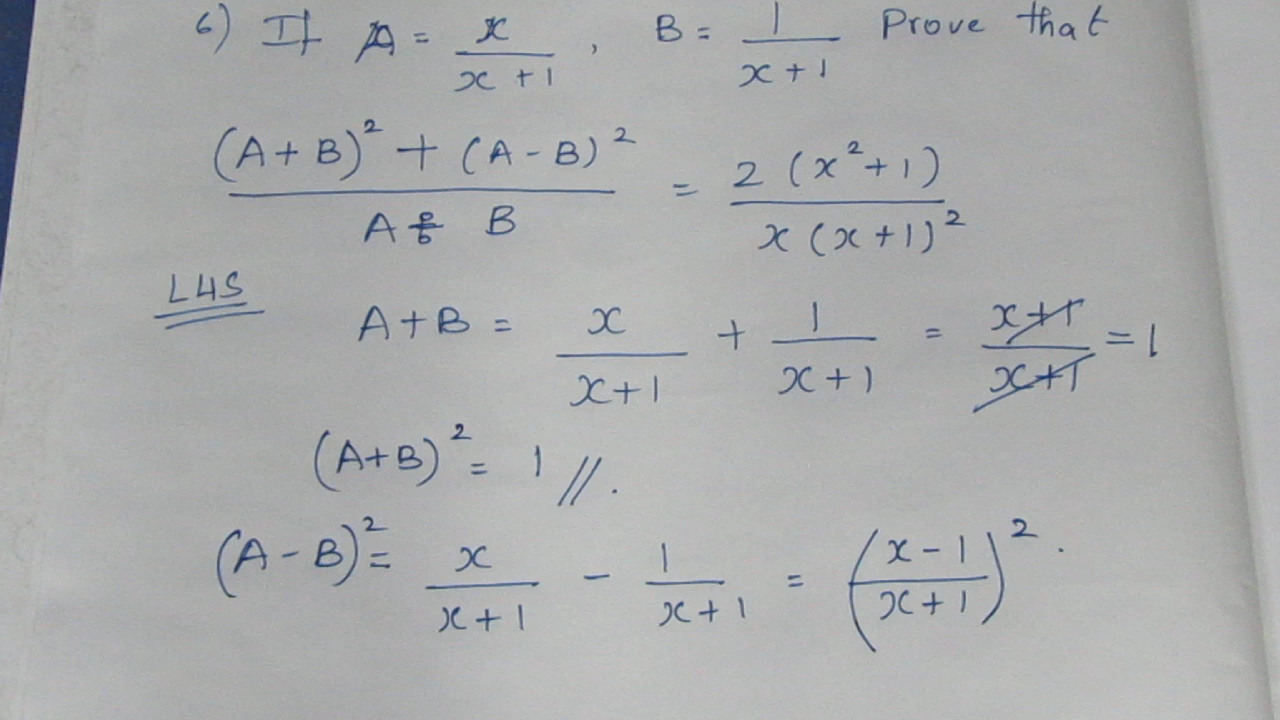 6) If A = x/(x+1), B = 1/(x+1) Prove that
((A+B)² + (A-B)²)/(A ÷ B) = 2(x²+1)/(x(x+1)²)
LHS
A+B = x/(x+1) + 1/(x+1) = (x+1)/(x+1) = 1
(A+B)² = 1 //.
(A-B)² = x/(x+1) - 1/(x+1) = ((x-1)/(x+1))².